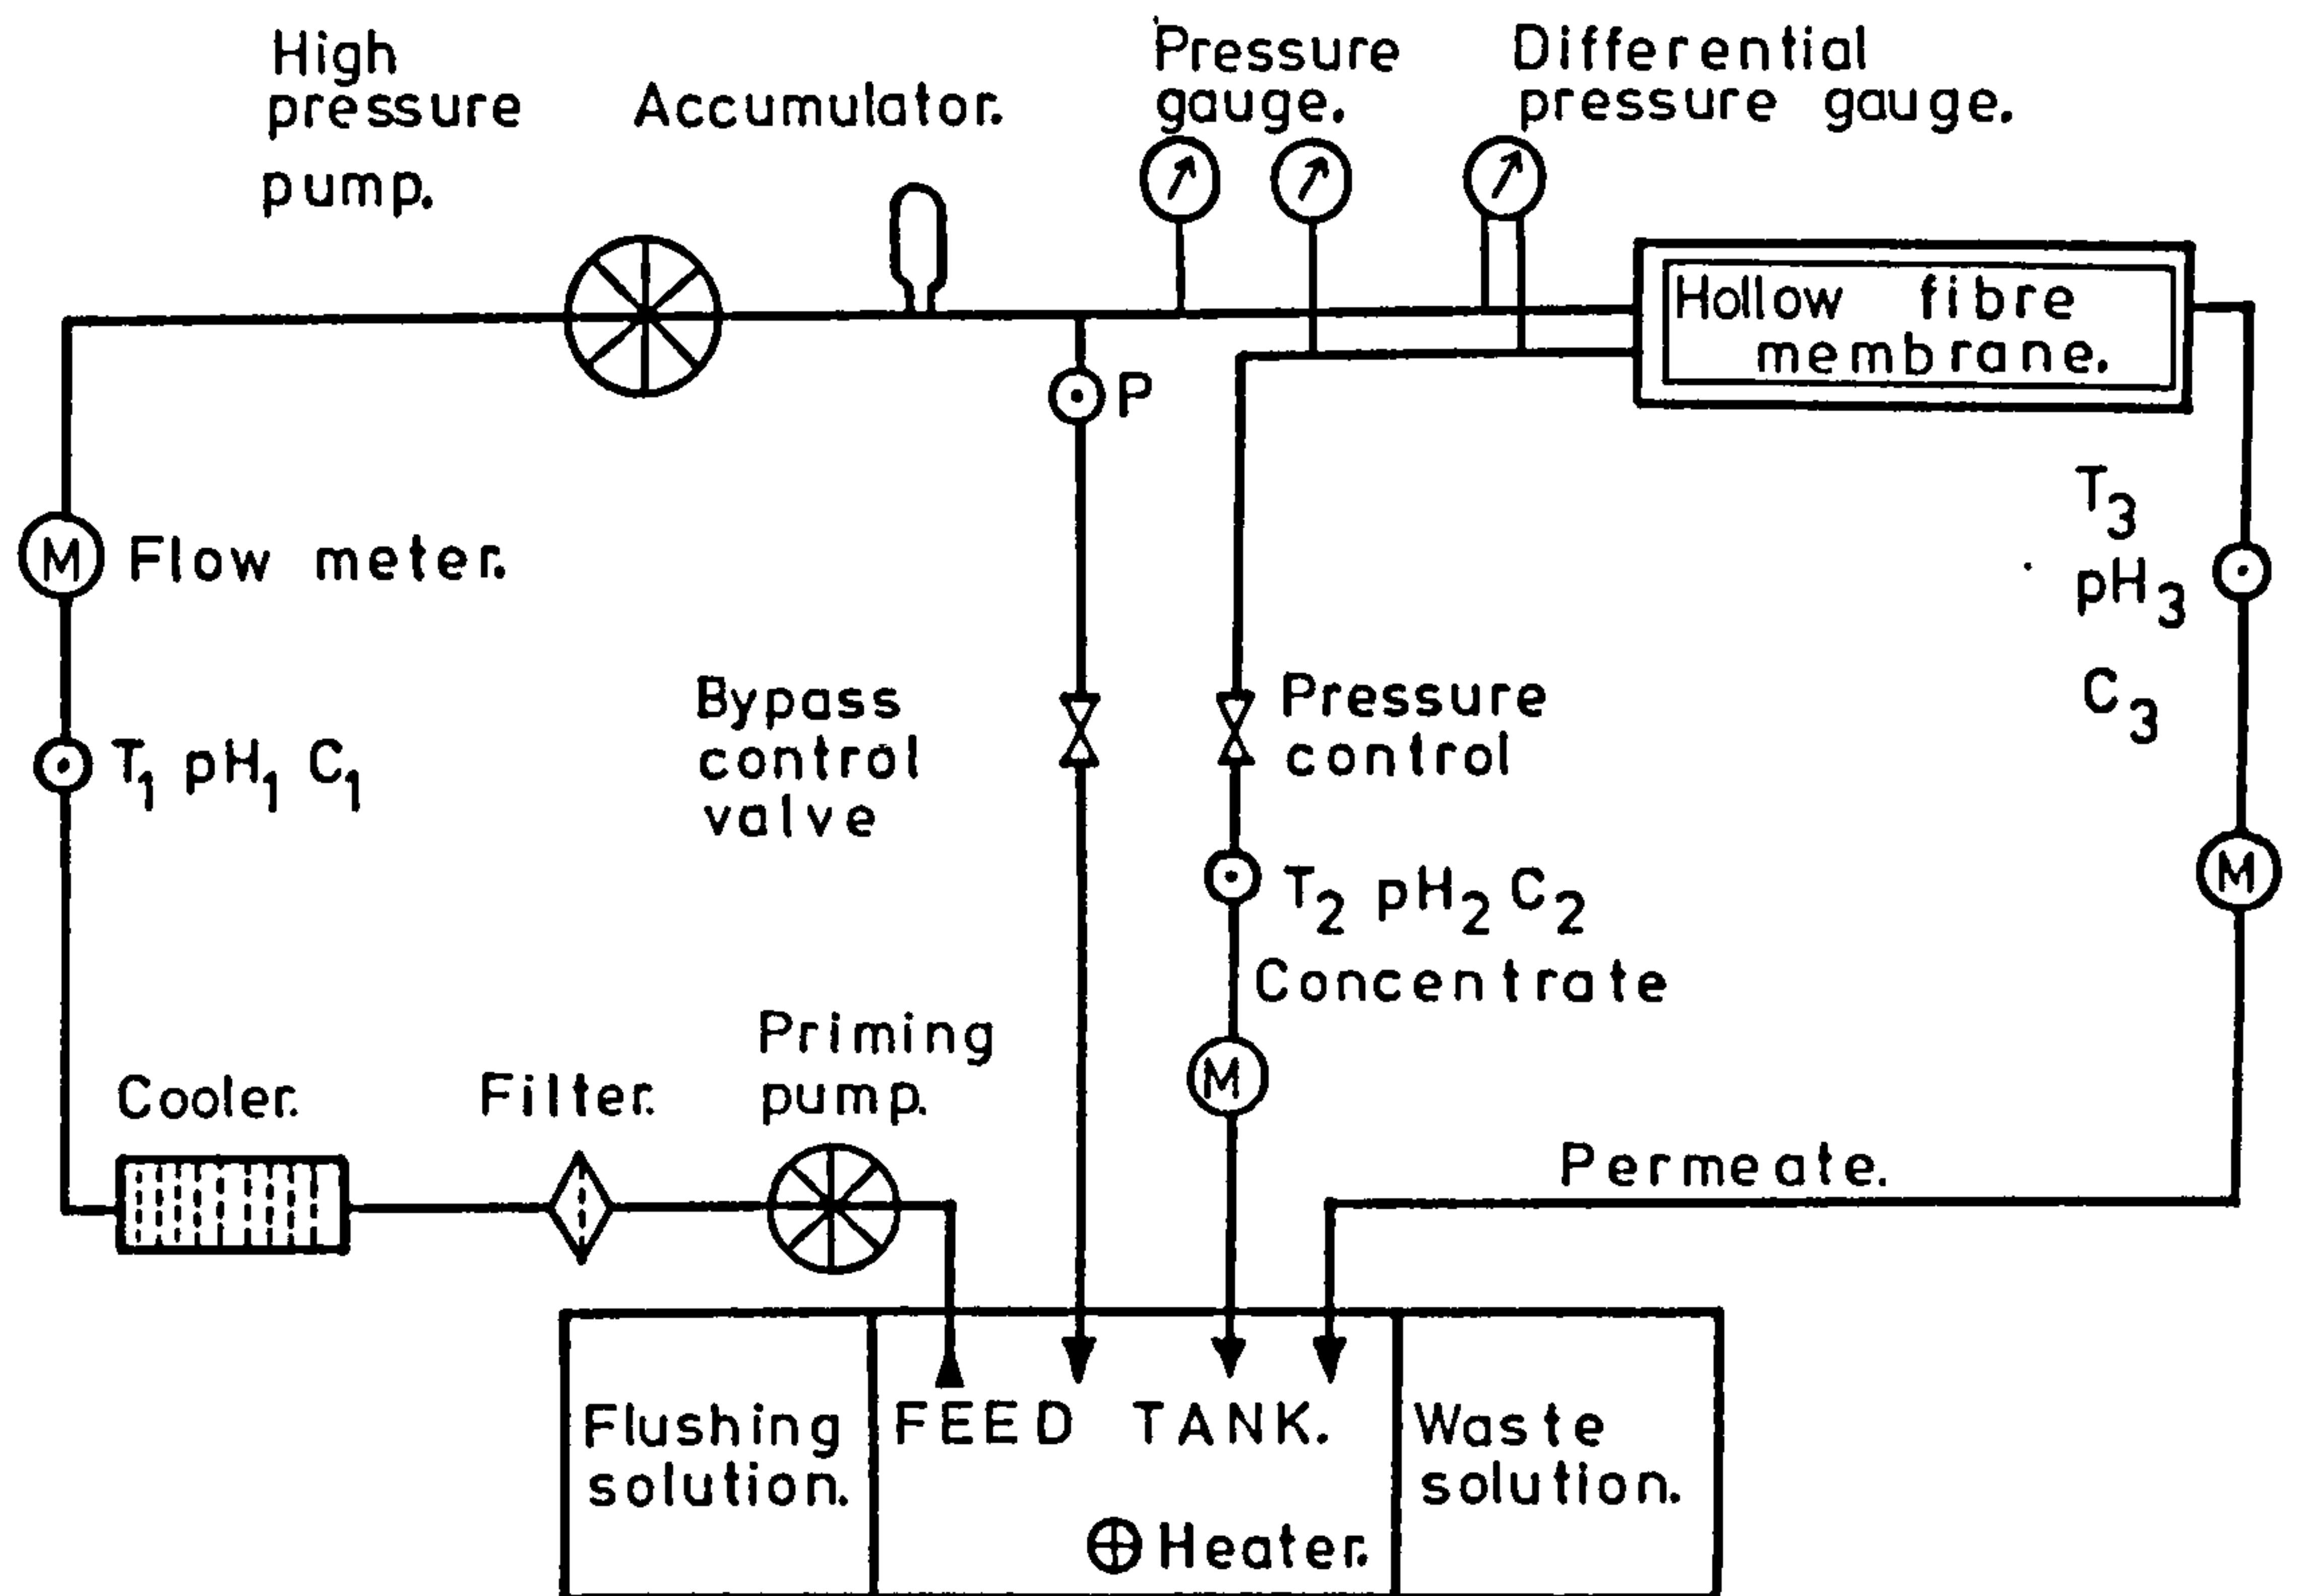 High
pressure
pump.
Accumulator.
Pressure
gauge.
Differential
pressure gauge.
Hollow fibre
membrane.
P
T3
pH3
C3
M Flow meter.
T1 pH1 C1
Bypass
control
valve
Pressure
control
T2 pH2 C2
Concentrate
M
M
Cooler.
Filter.
Priming
pump.
Permeate.
Flushing
solution.
FEED TANK.
Waste
solution.
Heater.